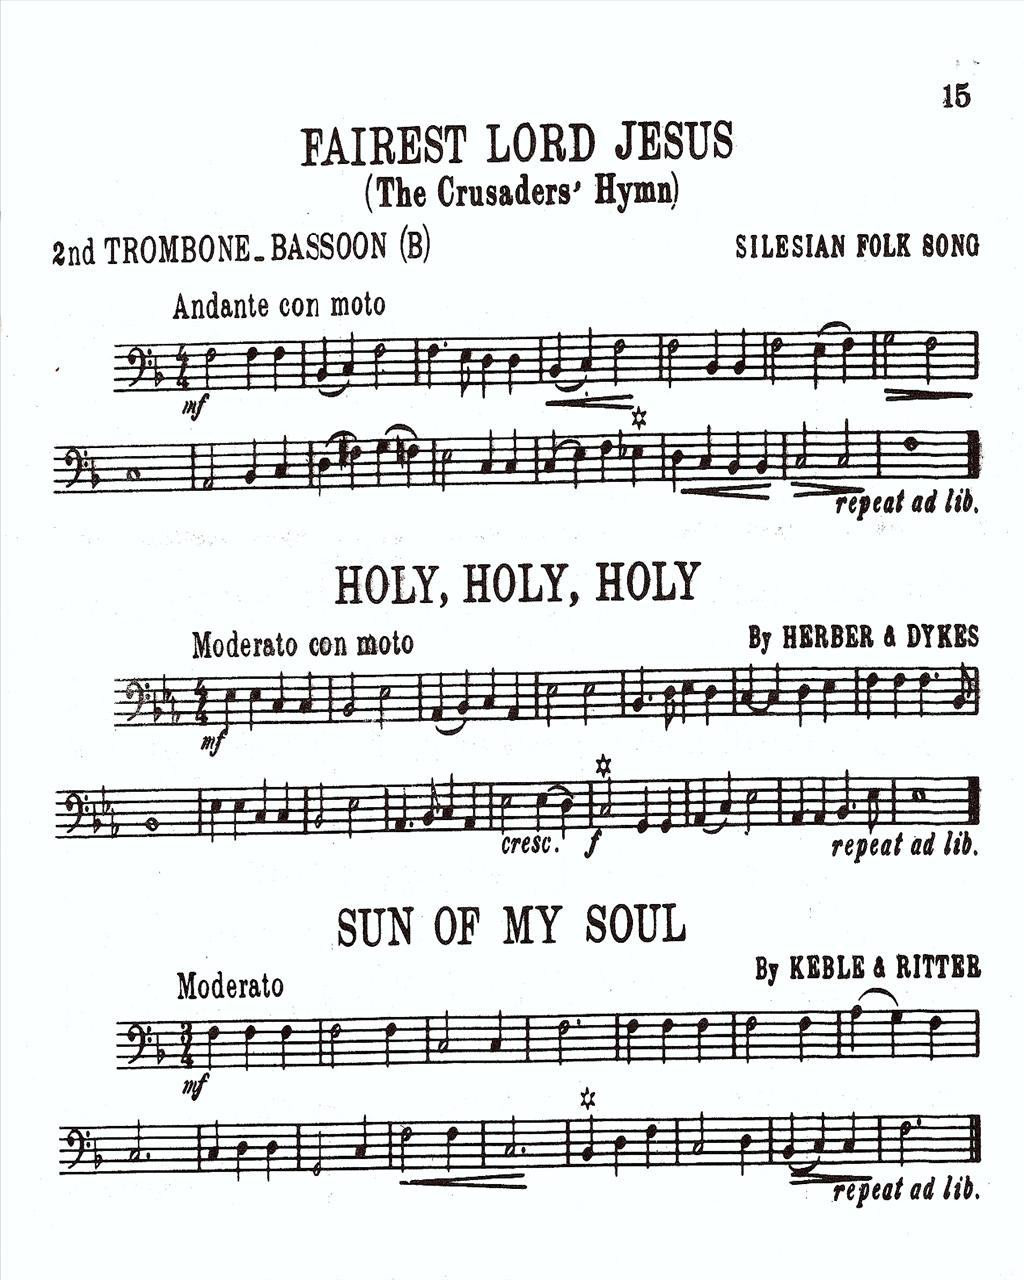 15
FAIREST LORD JESUS
(The Crusaders' Hymn)
2nd TROMBONE_BASSOON (B)
SILESIAN FOLK SONG
Andante con moto
mf
repeat ad lib.
HOLY, HOLY, HOLY
Moderato con moto
By HERBER & DYKES
mf
cresc. f
repeat ad lib.
SUN OF MY SOUL
By KEBLE & RITTER
Moderato
mf
repeat ad lib.